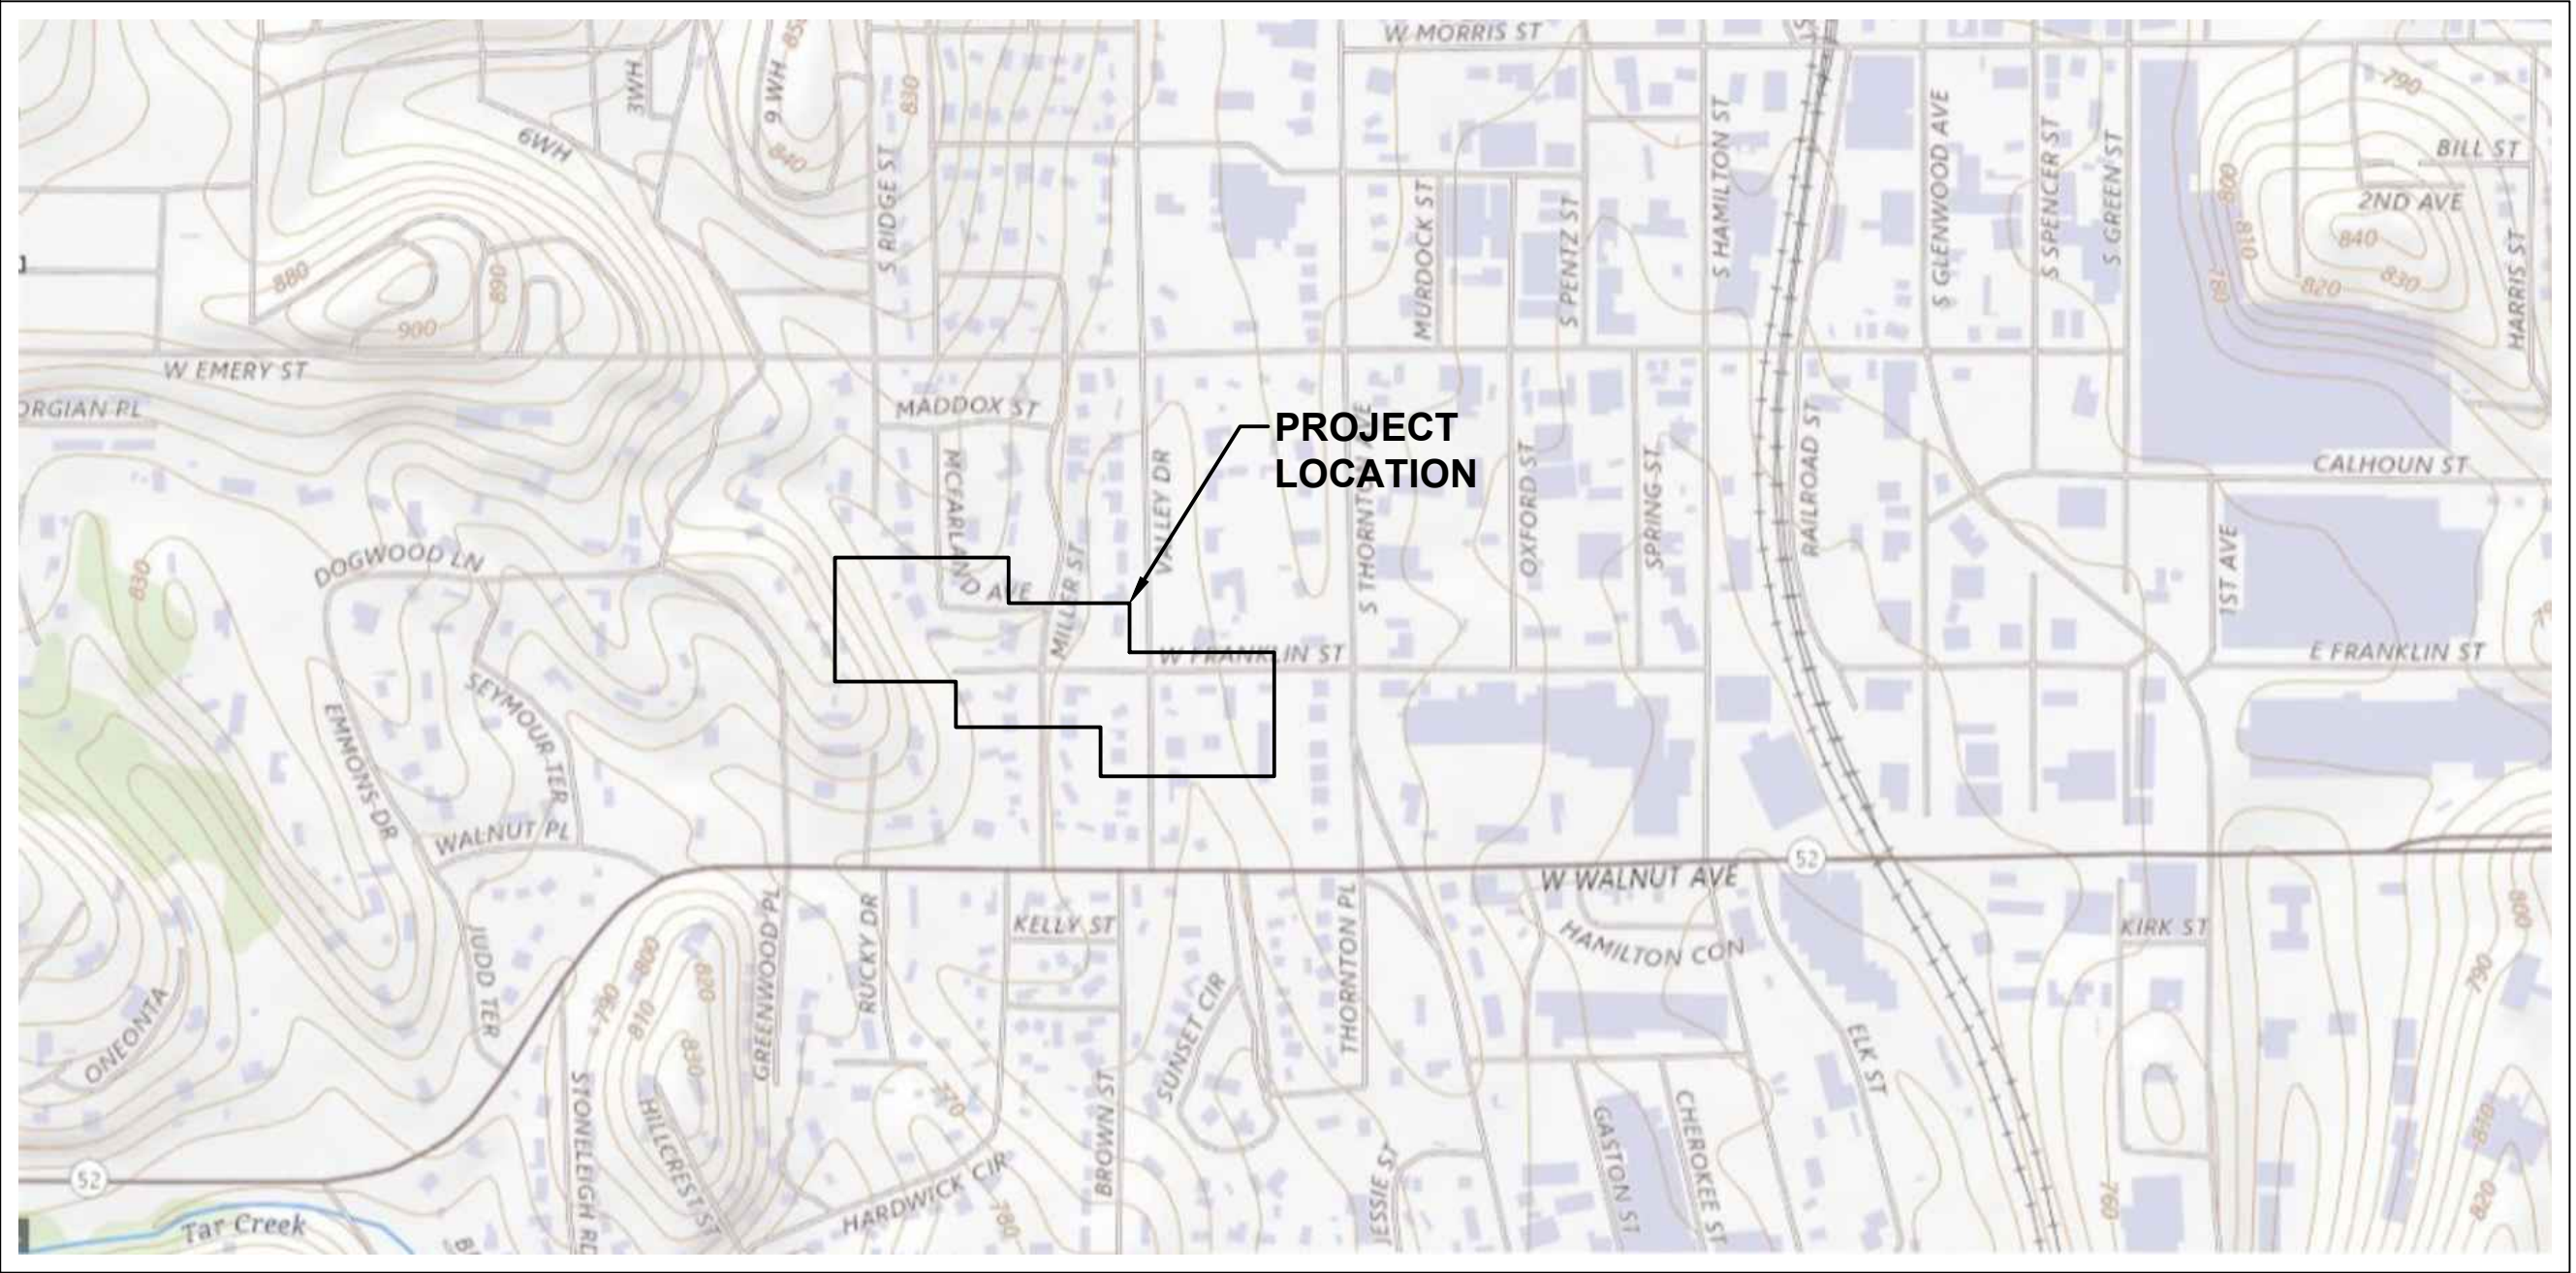 W MORRIS ST
9 WH
3WH
830
6WH
840
790
BILL ST
2ND AVE
S RIDGE ST
MURDOCK ST
S PENTZ ST
S HAMILTON ST
S GLENWOOD AVE
S SPENCER ST
S GREEN ST
800
810
780
840
830
820
HARRIS ST
880
890
900
W EMERY ST
ORGIAN PL
MADDOX ST
PROJECT
LOCATION
MCFARLAND AVE
MILLER ST
VALLEY DR
OXFORD ST
SPRING ST
RAILROAD ST
CALHOUN ST
1ST AVE
830
DOGWOOD LN
W FRANKLIN ST
E FRANKLIN ST
EMMONS DR
SEYMOUR TER
WALNUT PL
52
W WALNUT AVE
HAMILTON CON
KIRK ST
800
790
KELLY ST
RUCKY DR
GREENWOOD PL
THORNTON PL
SUNSET CIR
JUDD TER
ONEONTA
790
800
810
820
830
HILLCREST ST
STONELEIGH RD
770
780
HARDWICK CIR
BROWN ST
JESSIE ST
GASTON ST
CHEROKEE ST
ELK ST
760
810
820
52
Tar Creek